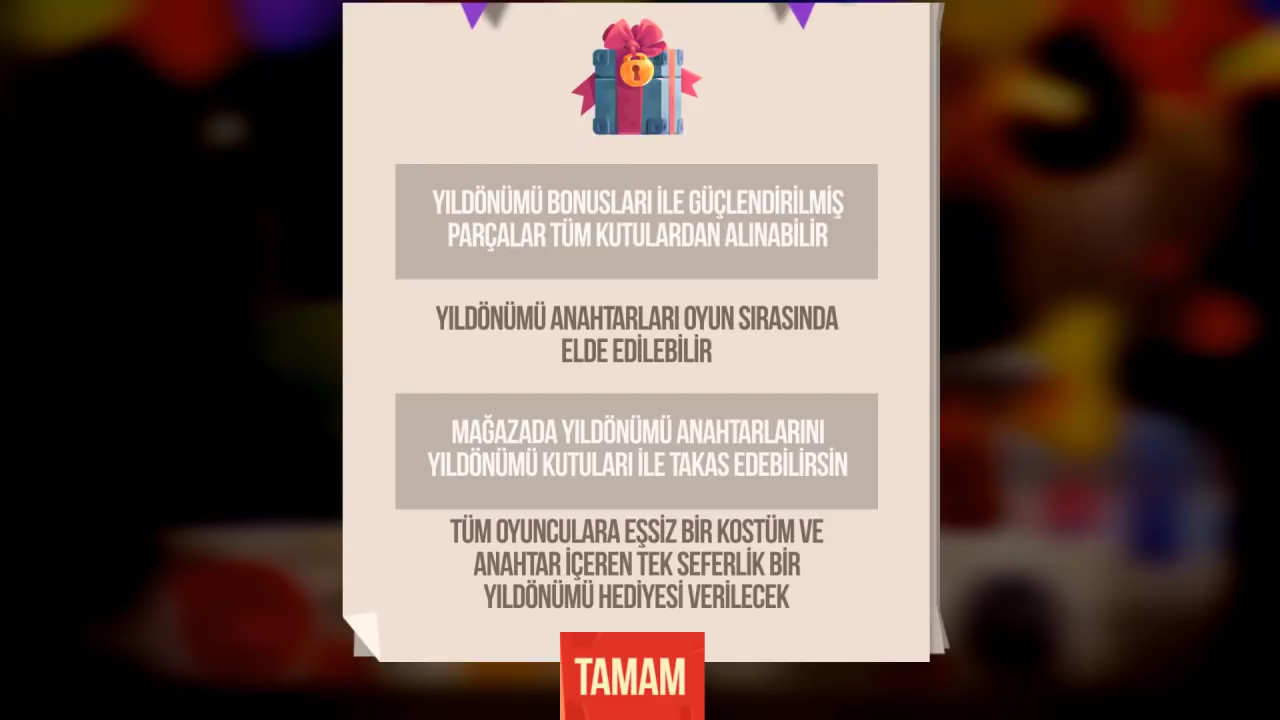 YILDÖNÜMÜ BONUSLARI İLE GÜÇLENDİRİLMİŞ
PARÇALAR TÜM KUTULARDAN ALINABİLİR
YILDÖNÜMÜ ANAHTARLARI OYUN SIRASINDA
ELDE EDİLEBİLİR
MAĞAZADA YILDÖNÜMÜ ANAHTARLARINI
YILDÖNÜMÜ KUTULARI İLE TAKAS EDEBİLİRSİN
TÜM OYUNCULARA EŞSİZ BİR KOSTÜM VE
ANAHTAR İÇEREN TEK SEFERLİK BİR
YILDÖNÜMÜ HEDİYESİ VERİLECEK
TAMAM